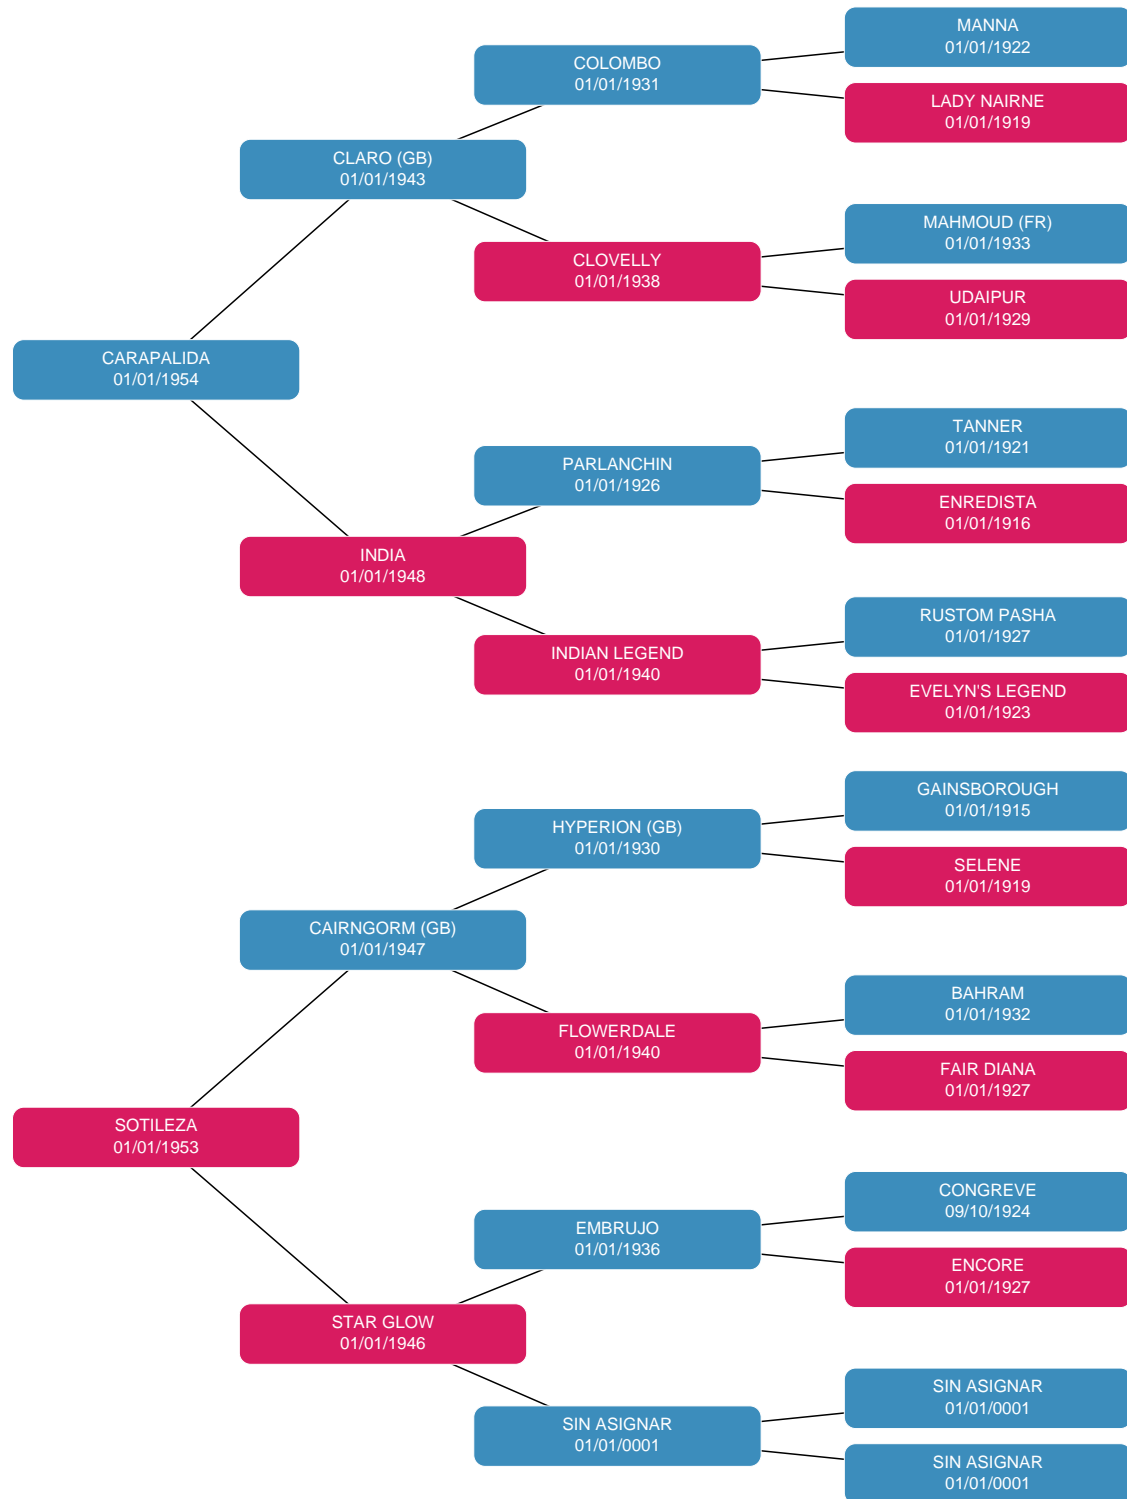 MANNA
01/01/1922
COLOMBO
01/01/1931
LADY NAIRNE
01/01/1919
CLARO (GB)
01/01/1943
MAHMOUD (FR)
01/01/1933
CLOVELLY
01/01/1938
UDAIPUR
01/01/1929
CARAPALIDA
01/01/1954
TANNER
01/01/1921
PARLANCHIN
01/01/1926
ENREDISTA
01/01/1916
INDIA
01/01/1948
RUSTOM PASHA
01/01/1927
INDIAN LEGEND
01/01/1940
EVELYN'S LEGEND
01/01/1923
GAINSBOROUGH
01/01/1915
HYPERION (GB)
01/01/1930
SELENE
01/01/1919
CAIRNGORM (GB)
01/01/1947
BAHRAM
01/01/1932
FLOWERDALE
01/01/1940
FAIR DIANA
01/01/1927
SOTILEZA
01/01/1953
CONGREVE
09/10/1924
EMBRUJO
01/01/1936
ENCORE
01/01/1927
STAR GLOW
01/01/1946
SIN ASIGNAR
01/01/0001
SIN ASIGNAR
01/01/0001
SIN ASIGNAR
01/01/0001